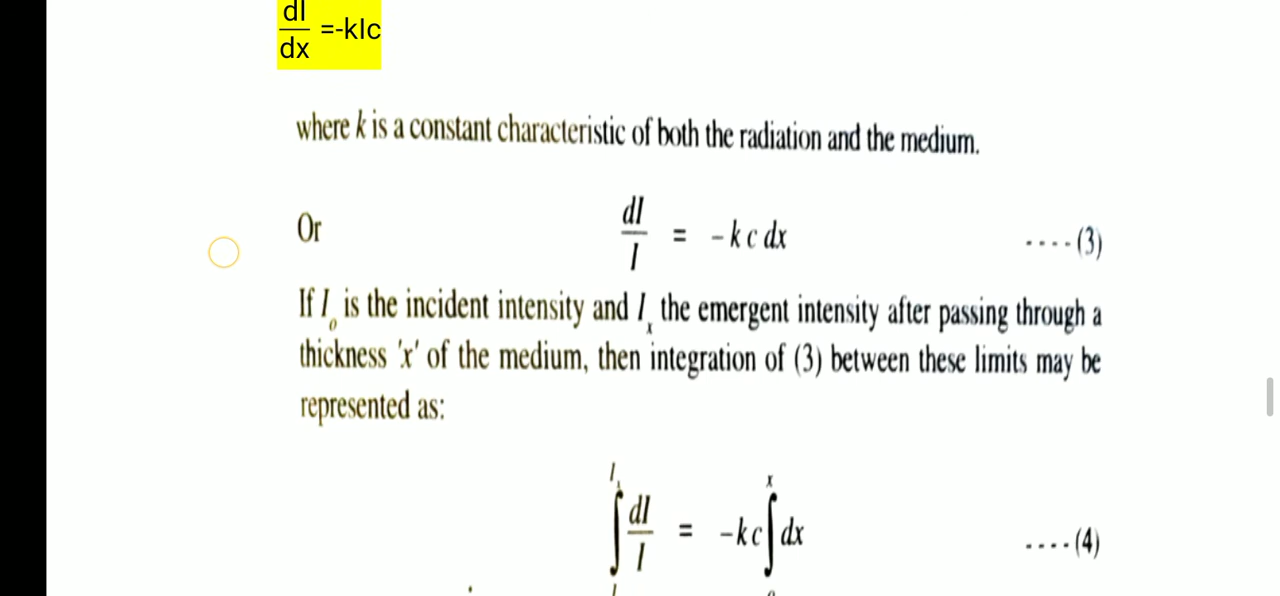 dI
dx =-kIc
where k is a constant characteristic of both the radiation and the medium.
Or dI/I = - k c dx ----(3)
If I₀ is the incident intensity and Iₓ the emergent intensity after passing through a
thickness 'x' of the medium, then integration of (3) between these limits may be
represented as:
∫ dI/I = -kc ∫ dx ----(4)